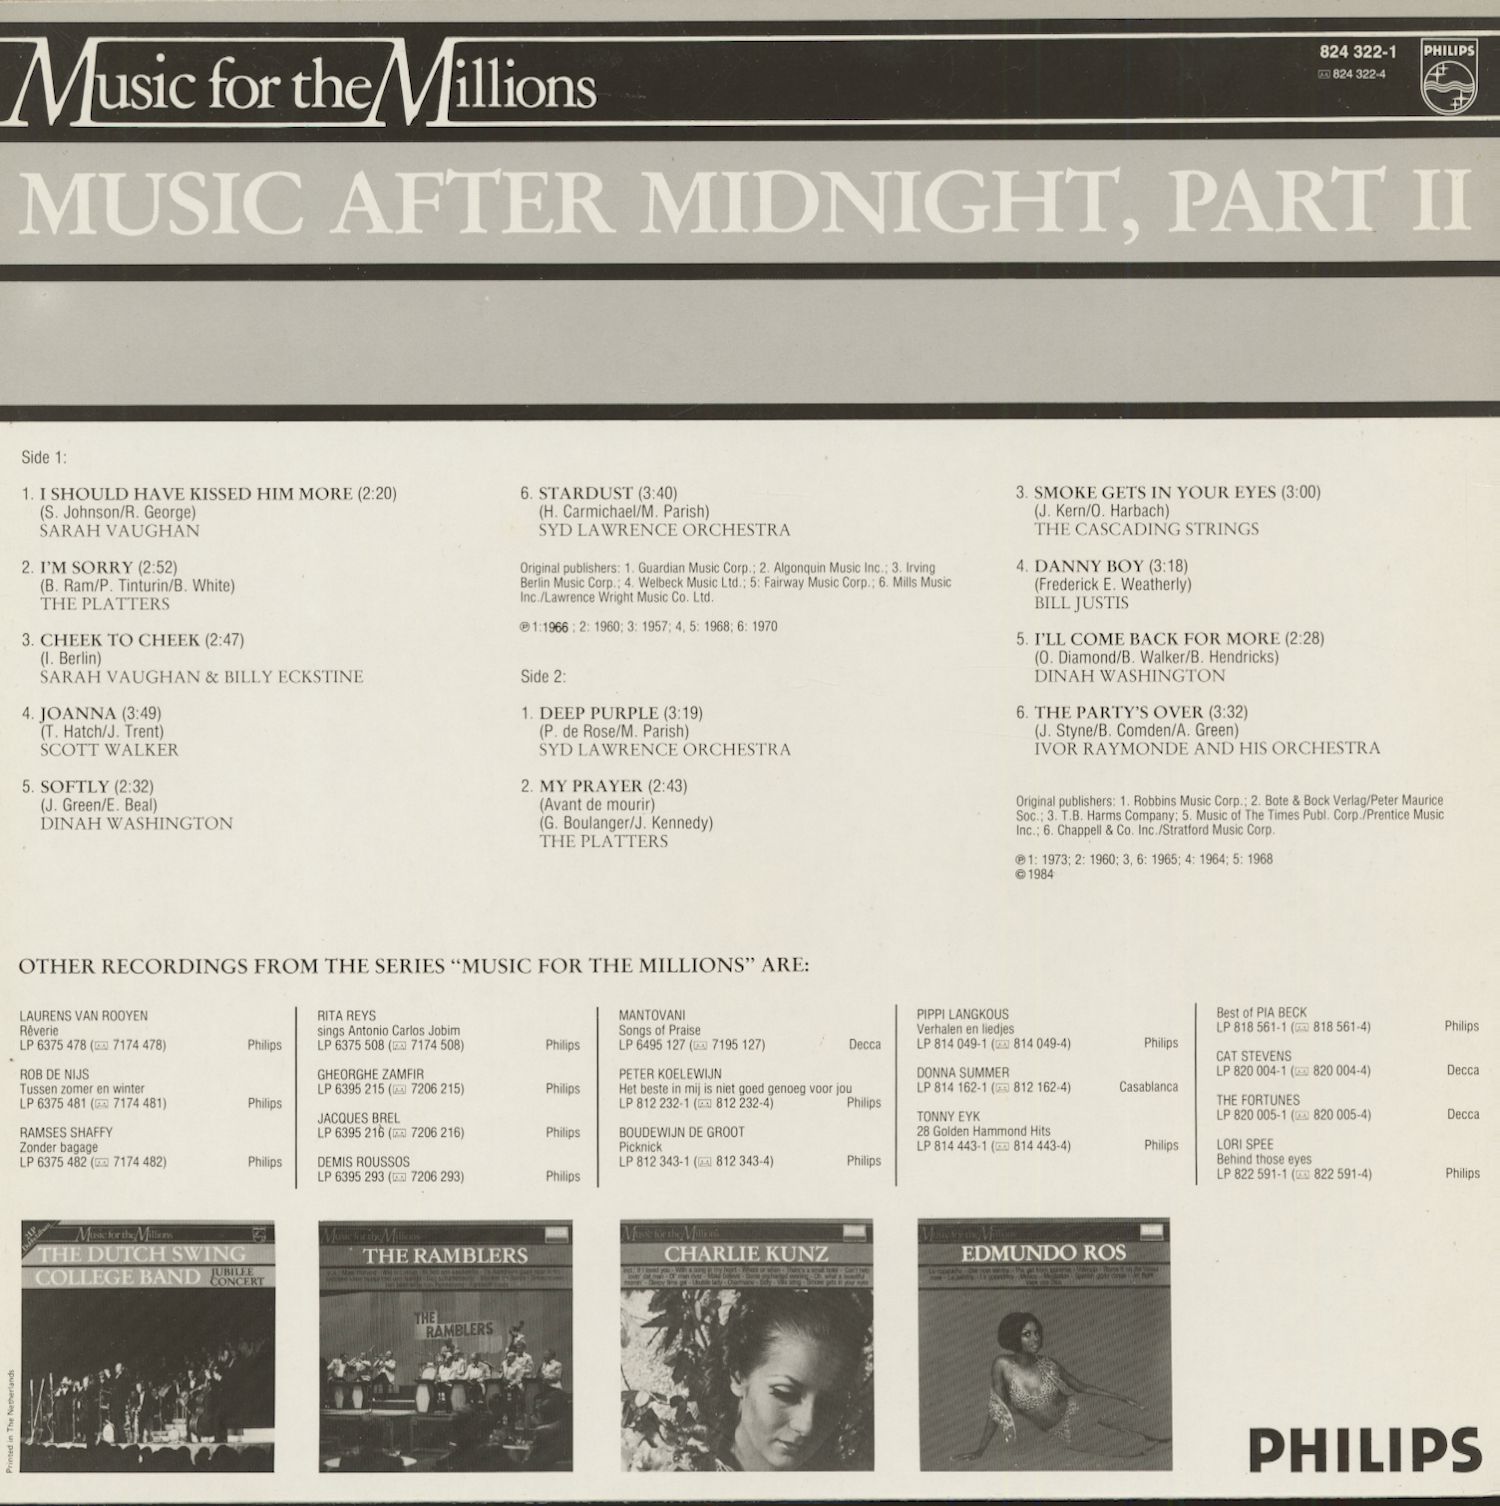 Music for the Millions
824 322-1
824 322-4
PHILIPS
MUSIC AFTER MIDNIGHT, PART II
Side 1:
1. I SHOULD HAVE KISSED HIM MORE (2:20)
(S. Johnson/R. George)
SARAH VAUGHAN
2. I'M SORRY (2:52)
(B. Ram/P. Tinturin/B. White)
THE PLATTERS
3. CHEEK TO CHEEK (2:47)
(I. Berlin)
SARAH VAUGHAN & BILLY ECKSTINE
4. JOANNA (3:49)
(T. Hatch/J. Trent)
SCOTT WALKER
5. SOFTLY (2:32)
(J. Green/E. Beal)
DINAH WASHINGTON
6. STARDUST (3:40)
(H. Carmichael/M. Parish)
SYD LAWRENCE ORCHESTRA
Original publishers: 1. Guardian Music Corp.; 2. Algonquin Music Inc.; 3. Irving
Berlin Music Corp.; 4. Welbeck Music Ltd.; 5: Fairway Music Corp.; 6. Mills Music
Inc./Lawrence Wright Music Co. Ltd.
℗ 1:1966 ; 2: 1960; 3: 1957; 4, 5: 1968; 6: 1970
Side 2:
1. DEEP PURPLE (3:19)
(P. de Rose/M. Parish)
SYD LAWRENCE ORCHESTRA
2. MY PRAYER (2:43)
(Avant de mourir)
(G. Boulanger/J. Kennedy)
THE PLATTERS
3. SMOKE GETS IN YOUR EYES (3:00)
(J. Kern/O. Harbach)
THE CASCADING STRINGS
4. DANNY BOY (3:18)
(Frederick E. Weatherly)
BILL JUSTIS
5. I'LL COME BACK FOR MORE (2:28)
(O. Diamond/B. Walker/B. Hendricks)
DINAH WASHINGTON
6. THE PARTY'S OVER (3:32)
(J. Styne/B. Comden/A. Green)
IVOR RAYMONDE AND HIS ORCHESTRA
Original publishers: 1. Robbins Music Corp.; 2. Bote & Bock Verlag/Peter Maurice
Soc.; 3. T.B. Harms Company; 5. Music of The Times Publ. Corp./Prentice Music
Inc.; 6. Chappell & Co. Inc./Stratford Music Corp.
℗ 1: 1973; 2: 1960; 3, 6: 1965; 4: 1964; 5: 1968
© 1984
OTHER RECORDINGS FROM THE SERIES “MUSIC FOR THE MILLIONS” ARE:
LAURENS VAN ROOYEN
Rêverie
LP 6375 478 ( 7174 478) Philips
ROB DE NIJS
Tussen zomer en winter
LP 6375 481 ( 7174 481) Philips
RAMSES SHAFFY
Zonder bagage
LP 6375 482 ( 7174 482) Philips
RITA REYS
sings Antonio Carlos Jobim
LP 6375 508 ( 7174 508) Philips
GHEORGHE ZAMFIR
LP 6395 215 ( 7206 215) Philips
JACQUES BREL
LP 6395 216 ( 7206 216) Philips
DEMIS ROUSSOS
LP 6395 293 ( 7206 293) Philips
MANTOVANI
Songs of Praise
LP 6495 127 ( 7195 127) Decca
PETER KOELEWIJN
Het beste in mij is niet goed genoeg voor jou
LP 812 232-1 ( 812 232-4) Philips
BOUDEWIJN DE GROOT
Picknick
LP 812 343-1 ( 812 343-4) Philips
PIPPI LANGKOUS
Verhalen en liedjes
LP 814 049-1 ( 814 049-4) Philips
DONNA SUMMER
LP 814 162-1 ( 812 162-4) Casablanca
TONNY EYK
28 Golden Hammond Hits
LP 814 443-1 ( 814 443-4) Philips
Best of PIA BECK
LP 818 561-1 ( 818 561-4) Philips
CAT STEVENS
LP 820 004-1 ( 820 004-4) Decca
THE FORTUNES
LP 820 005-1 ( 820 005-4) Decca
LORI SPEE
Behind those eyes
LP 822 591-1 ( 822 591-4) Philips
Music for the Millions
THE DUTCH SWING
COLLEGE BAND JUBILEE CONCERT
Music for the Millions
THE RAMBLERS
THE
RAMBLERS
Music for the Millions
CHARLIE KUNZ
Music for the Millions
EDMUNDO ROS
Printed in The Netherlands
PHILIPS